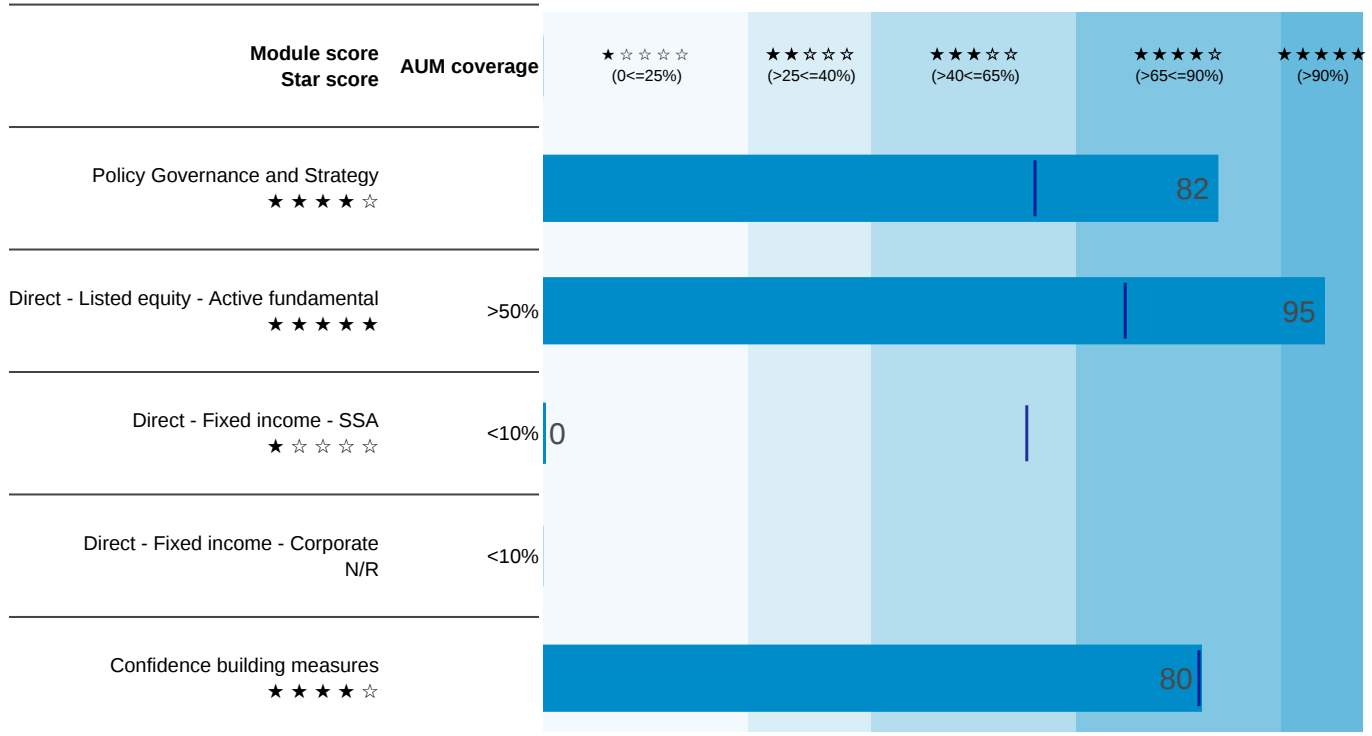 Module score
Star score
AUM coverage
★☆☆☆☆
(0<=25%)
★★☆☆☆
(>25<=40%)
★★★☆☆
(>40<=65%)
★★★★☆
(>65<=90%)
★★★★★
(>90%)
Policy Governance and Strategy
★★★★☆
82
Direct - Listed equity - Active fundamental
★★★★★
>50%
95
Direct - Fixed income - SSA
★☆☆☆☆
<10%
0
Direct - Fixed income - Corporate
N/R
<10%
Confidence building measures
★★★★☆
80